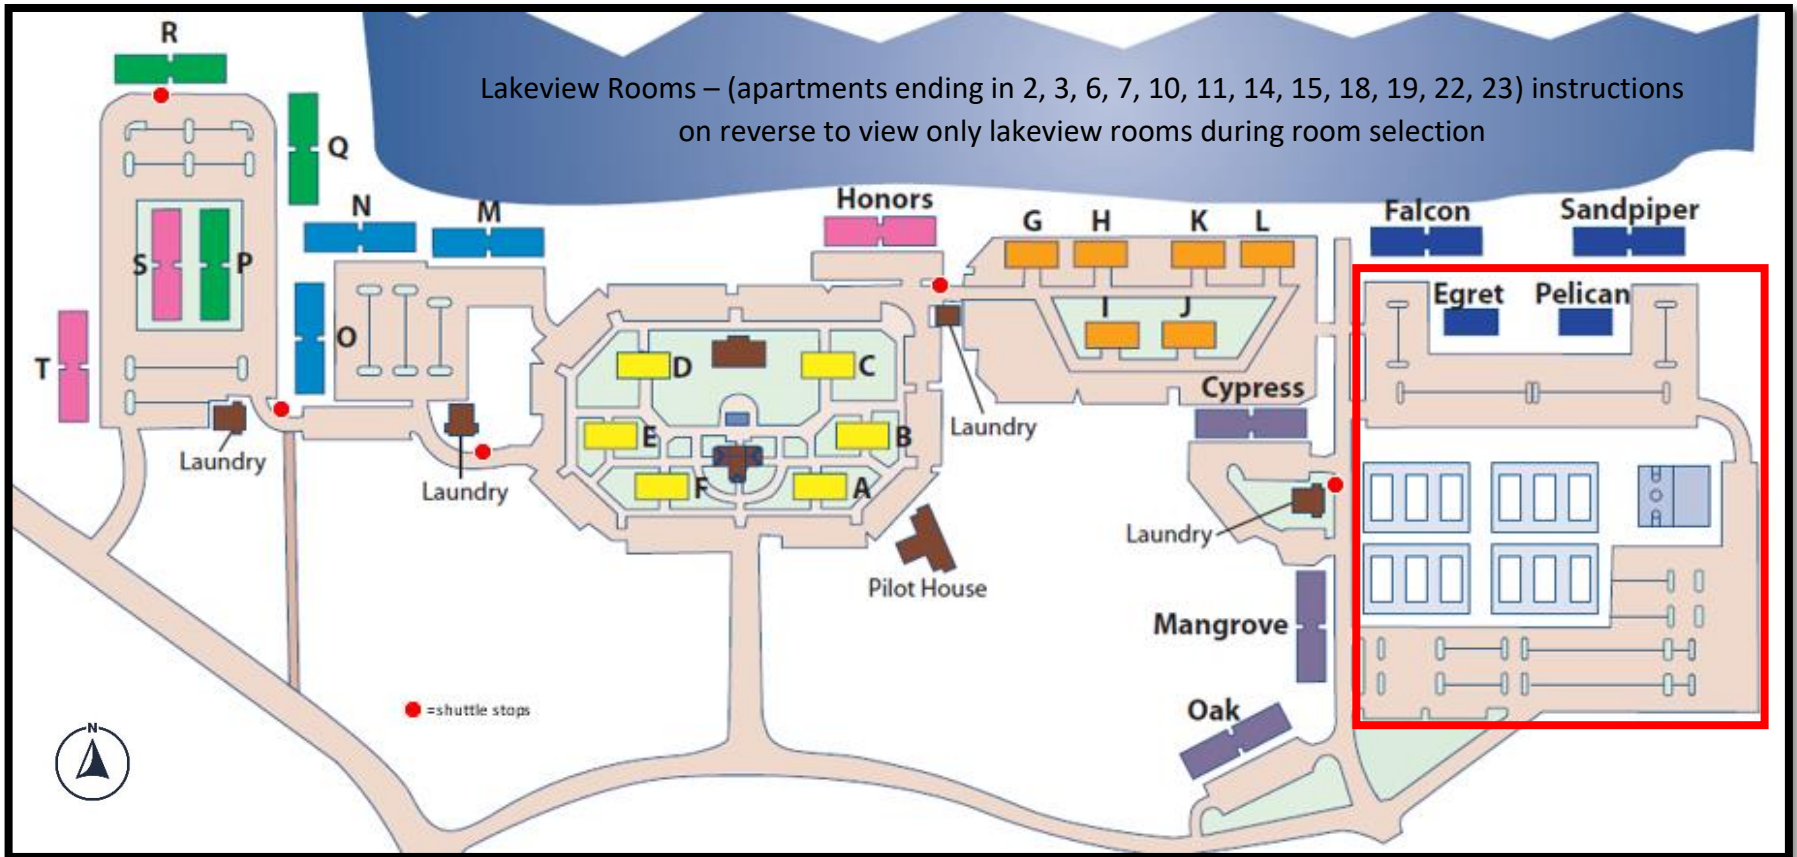 R
Lakeview Rooms – (apartments ending in 2, 3, 6, 7, 10, 11, 14, 15, 18, 19, 22, 23) instructions
on reverse to view only lakeview rooms during room selection
Q
N
M
Honors
G
H
K
L
Falcon
Sandpiper
S
P
I
J
Egret
Pelican
T
O
D
C
Cypress
Laundry
E
B
Laundry
Laundry
F
A
Laundry
Pilot House
Mangrove
Oak
=shuttle stops
N